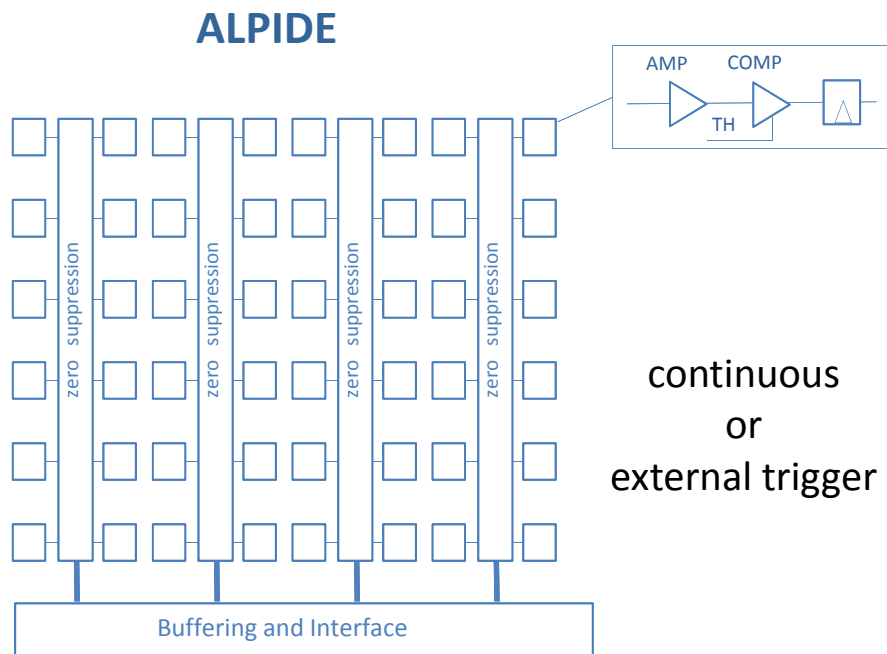 ALPIDE
AMP
COMP
TH
zero suppression
zero suppression
zero suppression
zero suppression
continuous
or
external trigger
Buffering and Interface